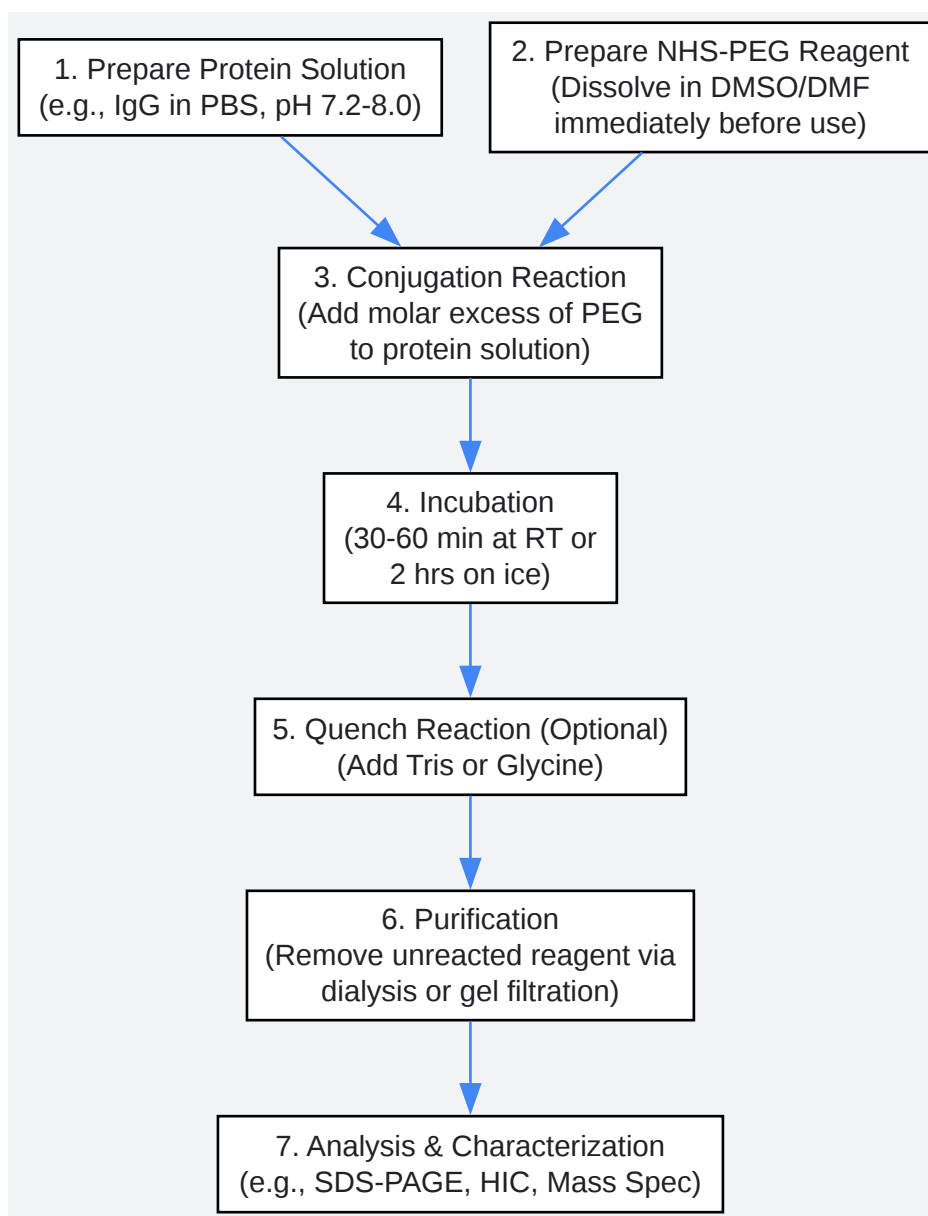 1. Prepare Protein Solution
(e.g., IgG in PBS, pH 7.2-8.0)
2. Prepare NHS-PEG Reagent
(Dissolve in DMSO/DMF
immediately before use)
3. Conjugation Reaction
(Add molar excess of PEG
to protein solution)
4. Incubation
(30-60 min at RT or
2 hrs on ice)
5. Quench Reaction (Optional)
(Add Tris or Glycine)
6. Purification
(Remove unreacted reagent via
dialysis or gel filtration)
7. Analysis & Characterization
(e.g., SDS-PAGE, HIC, Mass Spec)